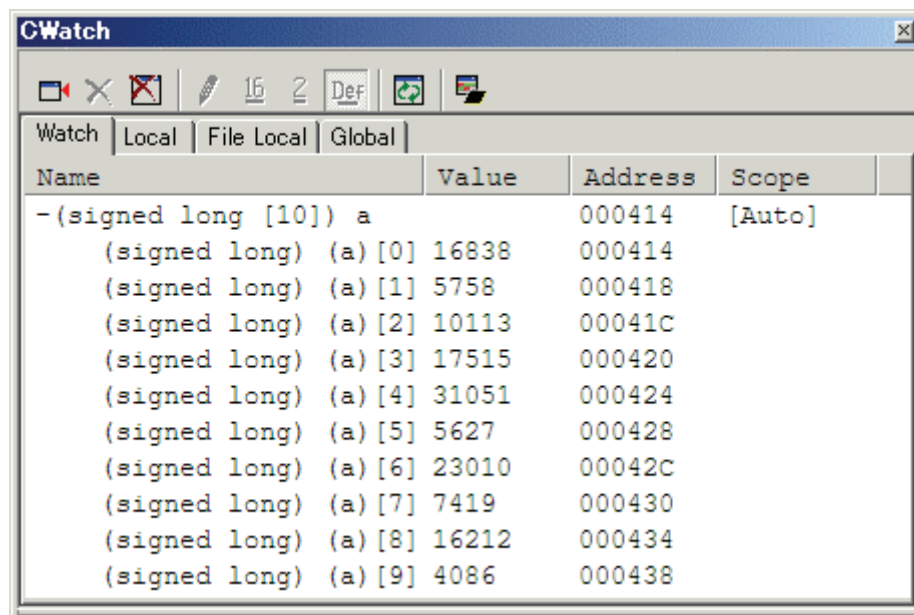 CWatch
16 2 Def
Watch Local File Local Global
Name Value Address Scope
-(signed long [10]) a 000414 [Auto]
(signed long) (a)[0] 16838 000414
(signed long) (a)[1] 5758 000418
(signed long) (a)[2] 10113 00041C
(signed long) (a)[3] 17515 000420
(signed long) (a)[4] 31051 000424
(signed long) (a)[5] 5627 000428
(signed long) (a)[6] 23010 00042C
(signed long) (a)[7] 7419 000430
(signed long) (a)[8] 16212 000434
(signed long) (a)[9] 4086 000438